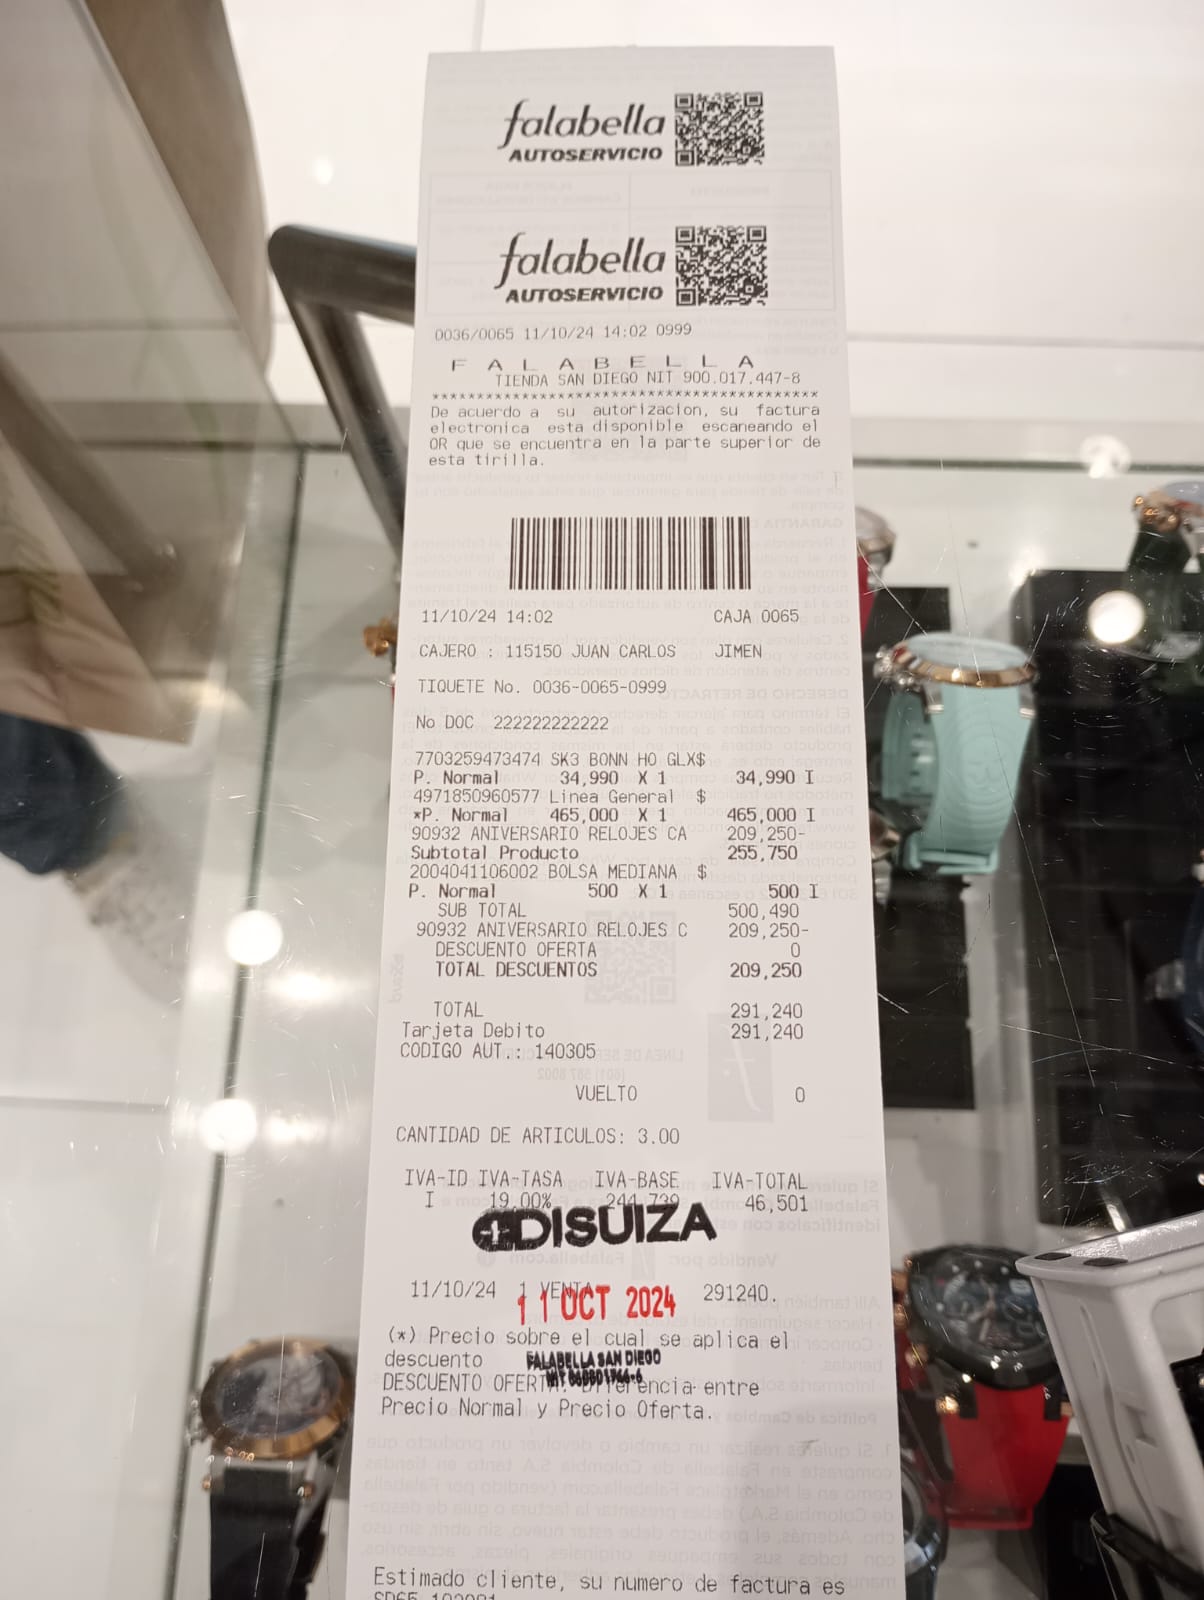 falabella
AUTOSERVICIO
falabella
AUTOSERVICIO
0036/0065 11/10/24 14:02 0999
F A L A B E L L A
TIENDA SAN DIEGO NIT 900.017.447-8
******************************************
De acuerdo a su autorizacion, su factura
electronica esta disponible escaneando el
QR que se encuentra en la parte superior de
esta tirilla.
11/10/24 14:02 CAJA 0065
CAJERO : 115150 JUAN CARLOS JIMEN
TIQUETE No. 0036-0065-0999
No DOC 222222222222
7703259473474 SK3 BONN HO GLX$
P. Normal 34,990 X 1 34,990 I
4971850960577 Linea General $
*P. Normal 465,000 X 1 465,000 I
90932 ANIVERSARIO RELOJES CA 209,250-
Subtotal Producto 255,750
2004041106002 BOLSA MEDIANA $
P. Normal 500 X 1 500 I
SUB TOTAL 500,490
90932 ANIVERSARIO RELOJES C 209,250-
DESCUENTO OFERTA 0
TOTAL DESCUENTOS 209,250
TOTAL 291,240
Tarjeta Debito 291,240
CODIGO AUT.: 140305
VUELTO 0
CANTIDAD DE ARTICULOS: 3.00
IVA-ID IVA-TASA IVA-BASE IVA-TOTAL
I 19,00% 244,739 46,501
DISUIZA
11/10/24 1 VENTA 291240.
11 OCT 2024
(*) Precio sobre el cual se aplica el
descuento
FALABELLA SAN DIEGO
DESCUENTO OFERTA: Diferencia entre
Precio Normal y Precio Oferta.
Estimado cliente, su numero de factura es